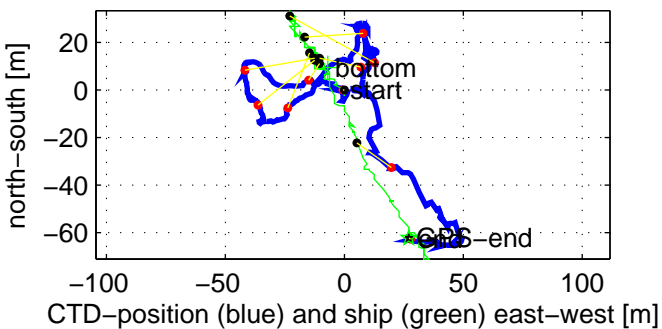 20
0
−20
−40
−60
north−south [m]
bottom
start
GPS−end
end
−100
−50
0
50
100
CTD−position (blue) and ship (green) east−west [m]